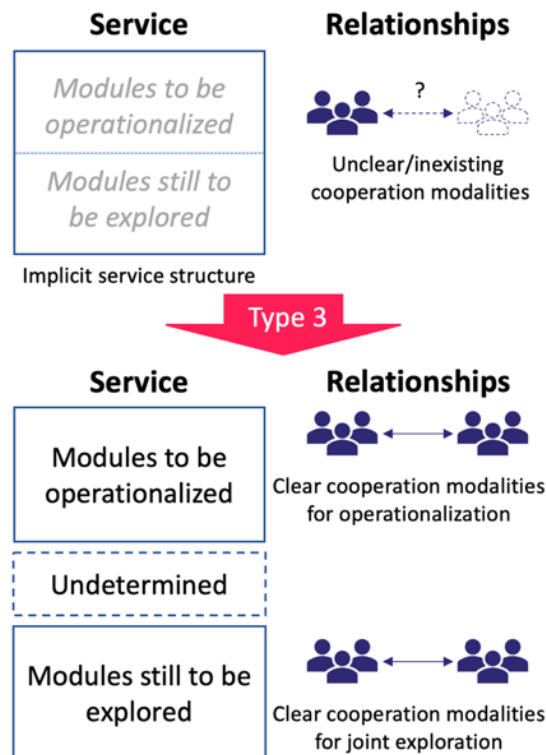 Service
Relationships
Modules to be
operationalized
Modules still to
be explored
?
Unclear/inexisting
cooperation modalities
Implicit service structure
Type 3
Service
Relationships
Modules to be
operationalized
Clear cooperation modalities
for operationalization
Undetermined
Modules still to be
explored
Clear cooperation modalities
for joint exploration